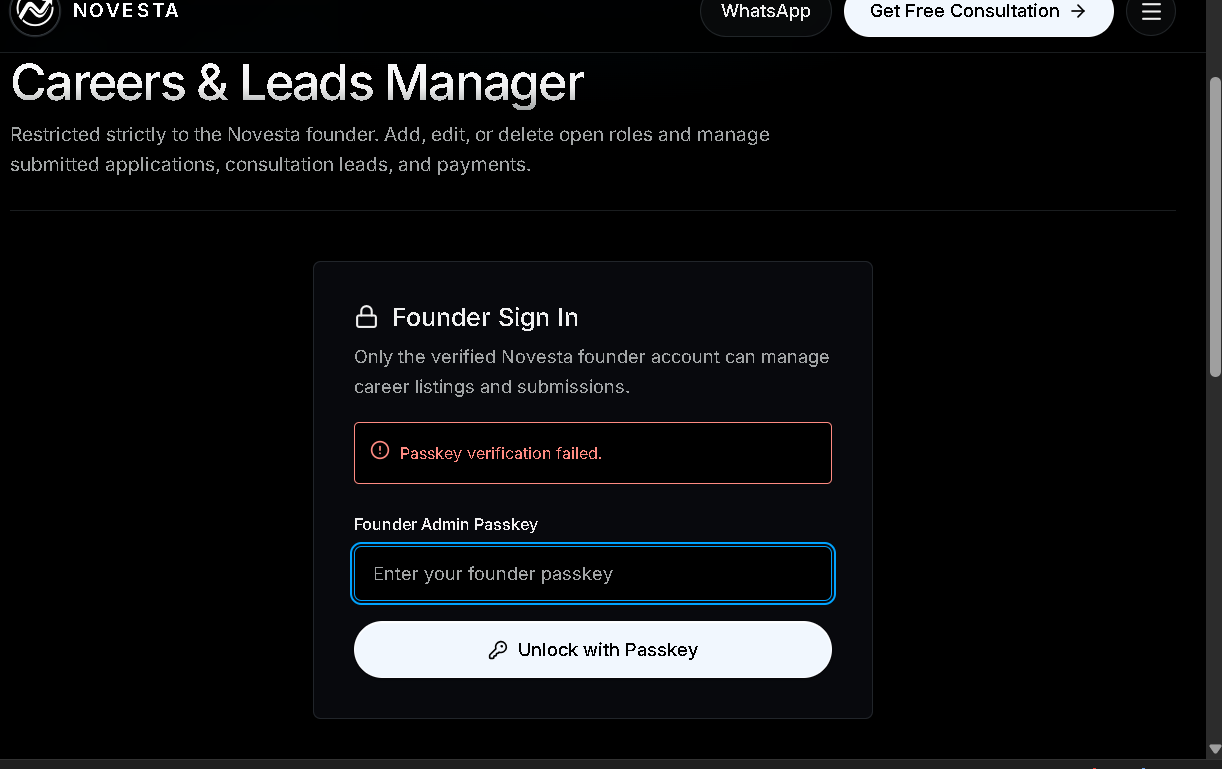 NOVESTA
WhatsApp
Get Free Consultation →
Careers & Leads Manager
Restricted strictly to the Novesta founder. Add, edit, or delete open roles and manage
submitted applications, consultation leads, and payments.
Founder Sign In
Only the verified Novesta founder account can manage
career listings and submissions.
Passkey verification failed.
Founder Admin Passkey
Enter your founder passkey
Unlock with Passkey